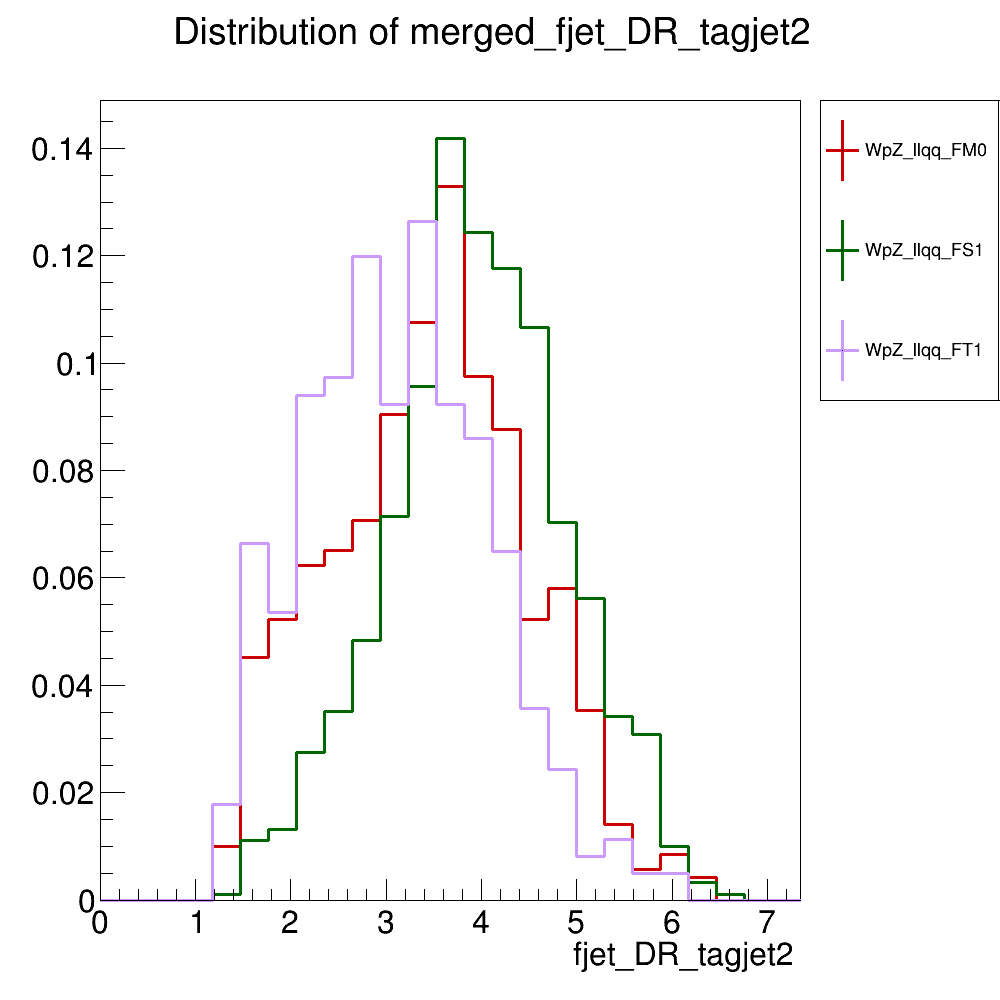 Distribution of merged_fjet_DR_tagjet2
0.14
0.12
0.1
0.08
0.06
0.04
0.02
0
0 1 2 3 4 5 6 7
fjet_DR_tagjet2
WpZ_llqq_FM0
WpZ_llqq_FS1
WpZ_llqq_FT1